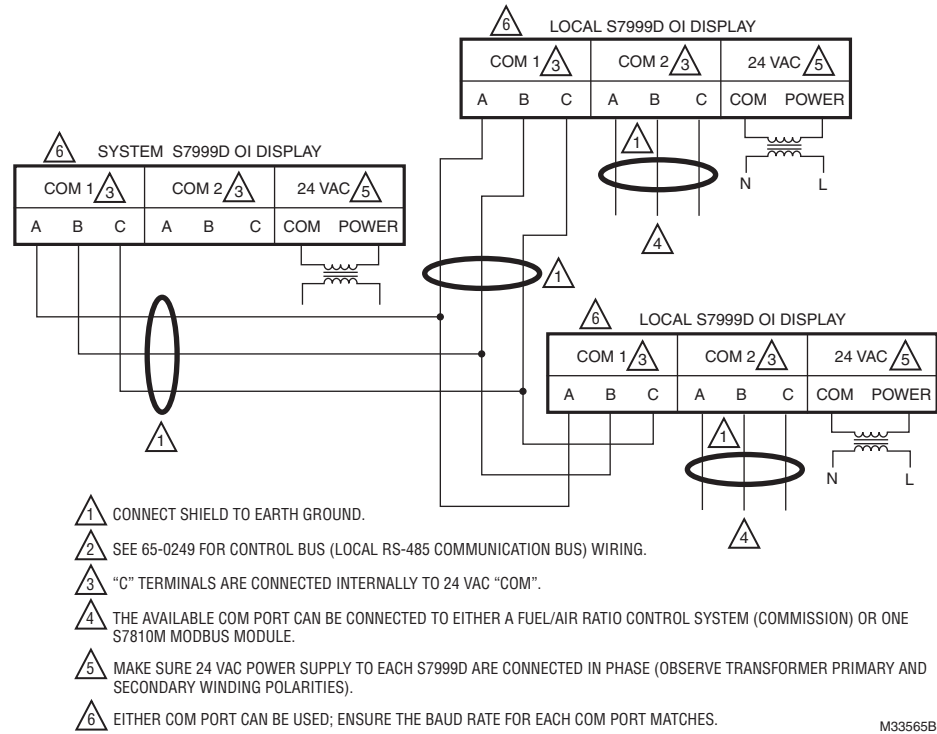 6 LOCAL S7999D OI DISPLAY
COM 1 3 COM 2 3 24 VAC 5
A B C A B C COM POWER
1
N L
4
6 SYSTEM S7999D OI DISPLAY
COM 1 3 COM 2 3 24 VAC 5
A B C A B C COM POWER
1
1
6 LOCAL S7999D OI DISPLAY
COM 1 3 COM 2 3 24 VAC 5
A B C A B C COM POWER
1
N L
4
1 CONNECT SHIELD TO EARTH GROUND.
2 SEE 65-0249 FOR CONTROL BUS (LOCAL RS-485 COMMUNICATION BUS) WIRING.
3 “C” TERMINALS ARE CONNECTED INTERNALLY TO 24 VAC “COM”.
4 THE AVAILABLE COM PORT CAN BE CONNECTED TO EITHER A FUEL/AIR RATIO CONTROL SYSTEM (COMMISSION) OR ONE
S7810M MODBUS MODULE.
5 MAKE SURE 24 VAC POWER SUPPLY TO EACH S7999D ARE CONNECTED IN PHASE (OBSERVE TRANSFORMER PRIMARY AND
SECONDARY WINDING POLARITIES).
6 EITHER COM PORT CAN BE USED; ENSURE THE BAUD RATE FOR EACH COM PORT MATCHES.
M33565B